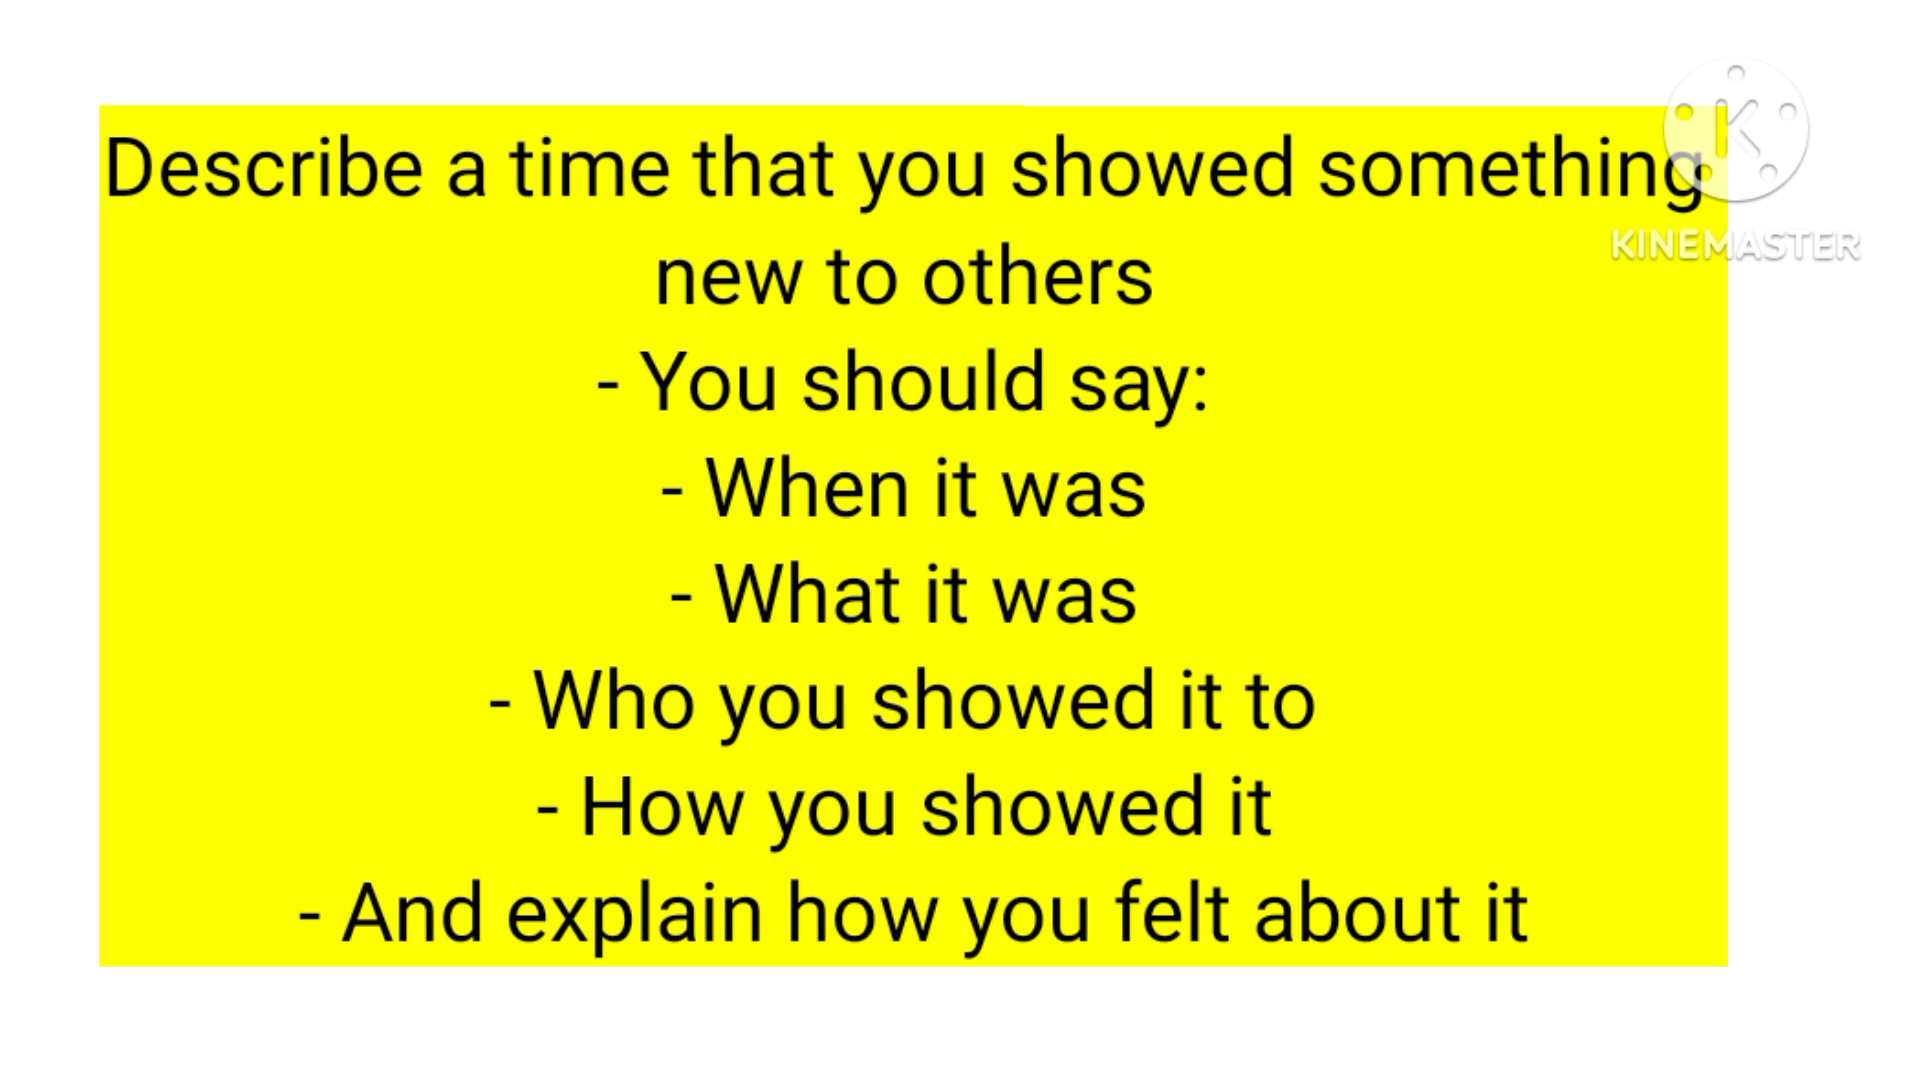 Describe a time that you showed something
new to others
- You should say:
- When it was
- What it was
- Who you showed it to
- How you showed it
- And explain how you felt about it
K
KINEMASTER